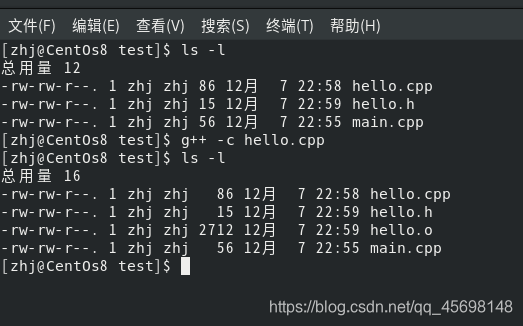 文件(F) 编辑(E) 查看(V) 搜索(S) 终端(T) 帮助(H)
[zhj@CentOs8 test]$ ls -l
总用量 12
-rw-rw-r--. 1 zhj zhj 86 12月  7 22:58 hello.cpp
-rw-rw-r--. 1 zhj zhj 15 12月  7 22:59 hello.h
-rw-rw-r--. 1 zhj zhj 56 12月  7 22:55 main.cpp
[zhj@CentOs8 test]$ g++ -c hello.cpp
[zhj@CentOs8 test]$ ls -l
总用量 16
-rw-rw-r--. 1 zhj zhj   86 12月  7 22:58 hello.cpp
-rw-rw-r--. 1 zhj zhj   15 12月  7 22:59 hello.h
-rw-rw-r--. 1 zhj zhj 2712 12月  7 22:59 hello.o
-rw-rw-r--. 1 zhj zhj   56 12月  7 22:55 main.cpp
[zhj@CentOs8 test]$
https://blog.csdn.net/qq_45698148